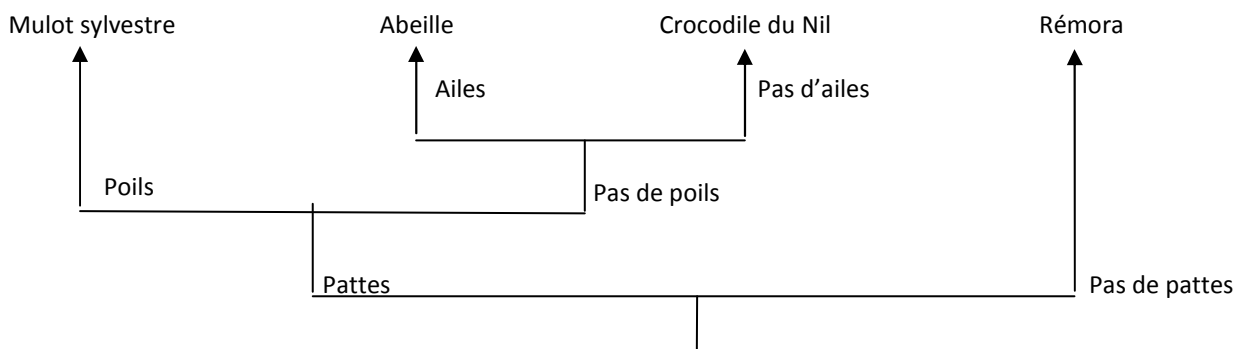 Mulot sylvestre Abeille Crocodile du Nil Rémora
Ailes Pas d’ailes
Poils Pas de poils
Pattes Pas de pattes